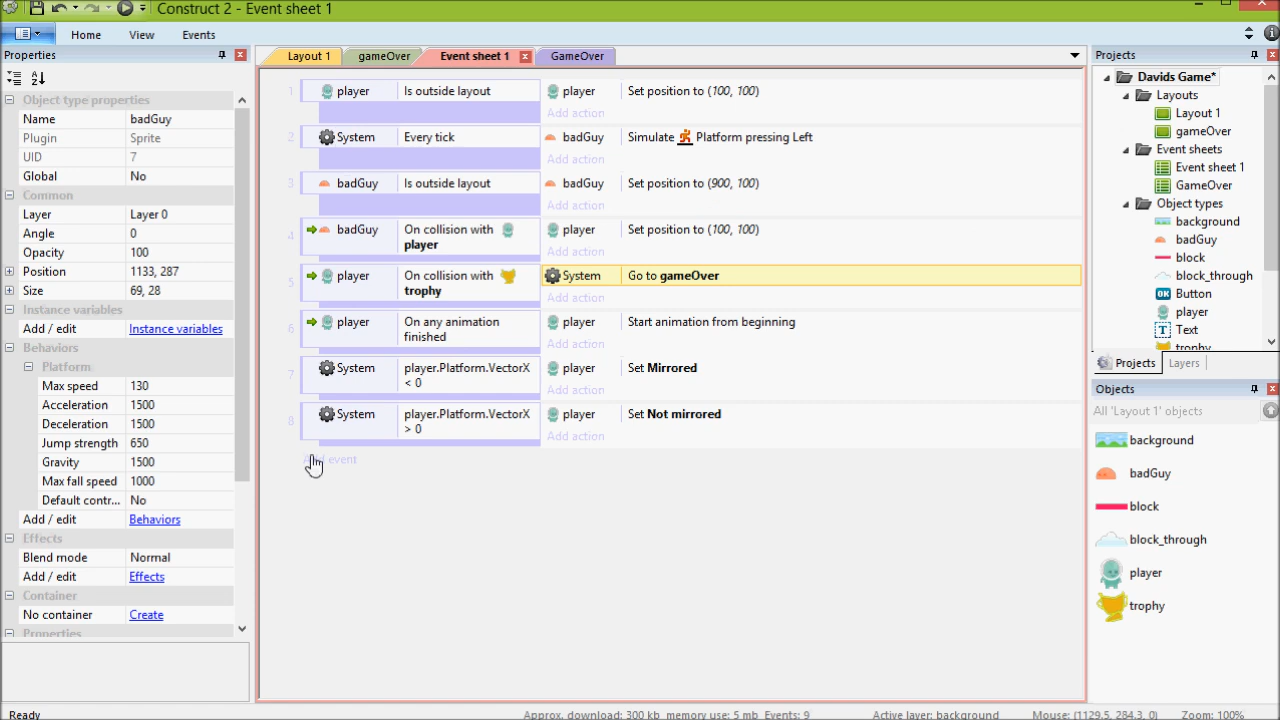 Construct 2 - Event sheet 1
Home View Events
Properties
Layout 1 gameOver Event sheet 1 GameOver
Projects
Object type properties
Name badGuy
Plugin Sprite
UID 7
Global No
Common
Layer Layer 0
Angle 0
Opacity 100
Position 1133, 287
Size 69, 28
Instance variables
Add / edit Instance variables
Behaviors
Platform
Max speed 130
Acceleration 1500
Deceleration 1500
Jump strength 650
Gravity 1500
Max fall speed 1000
Default contr... No
Add / edit Behaviors
Effects
Blend mode Normal
Add / edit Effects
Container
No container Create
Properties
1 player Is outside layout player Set position to (100, 100)
Add action
2 System Every tick badGuy Simulate Platform pressing Left
Add action
3 badGuy Is outside layout badGuy Set position to (900, 100)
Add action
4 badGuy On collision with player player Set position to (100, 100)
Add action
5 player On collision with trophy System Go to gameOver
Add action
6 player On any animation finished player Start animation from beginning
Add action
7 System player.Platform.VectorX < 0 player Set Mirrored
Add action
8 System player.Platform.VectorX > 0 player Set Not mirrored
Add action
Add event
Davids Game*
Layouts
Layout 1
gameOver
Event sheets
Event sheet 1
GameOver
Object types
background
badGuy
block
block_through
OK Button
player
T Text
trophy
Projects Layers
Objects
All 'Layout 1' objects
background
badGuy
block
block_through
player
trophy
Ready
Approx. download: 300 kb memory use: 5 mb Events: 9 Active layer: background Mouse: (1129.5, 284.3, 0) Zoom: 100%